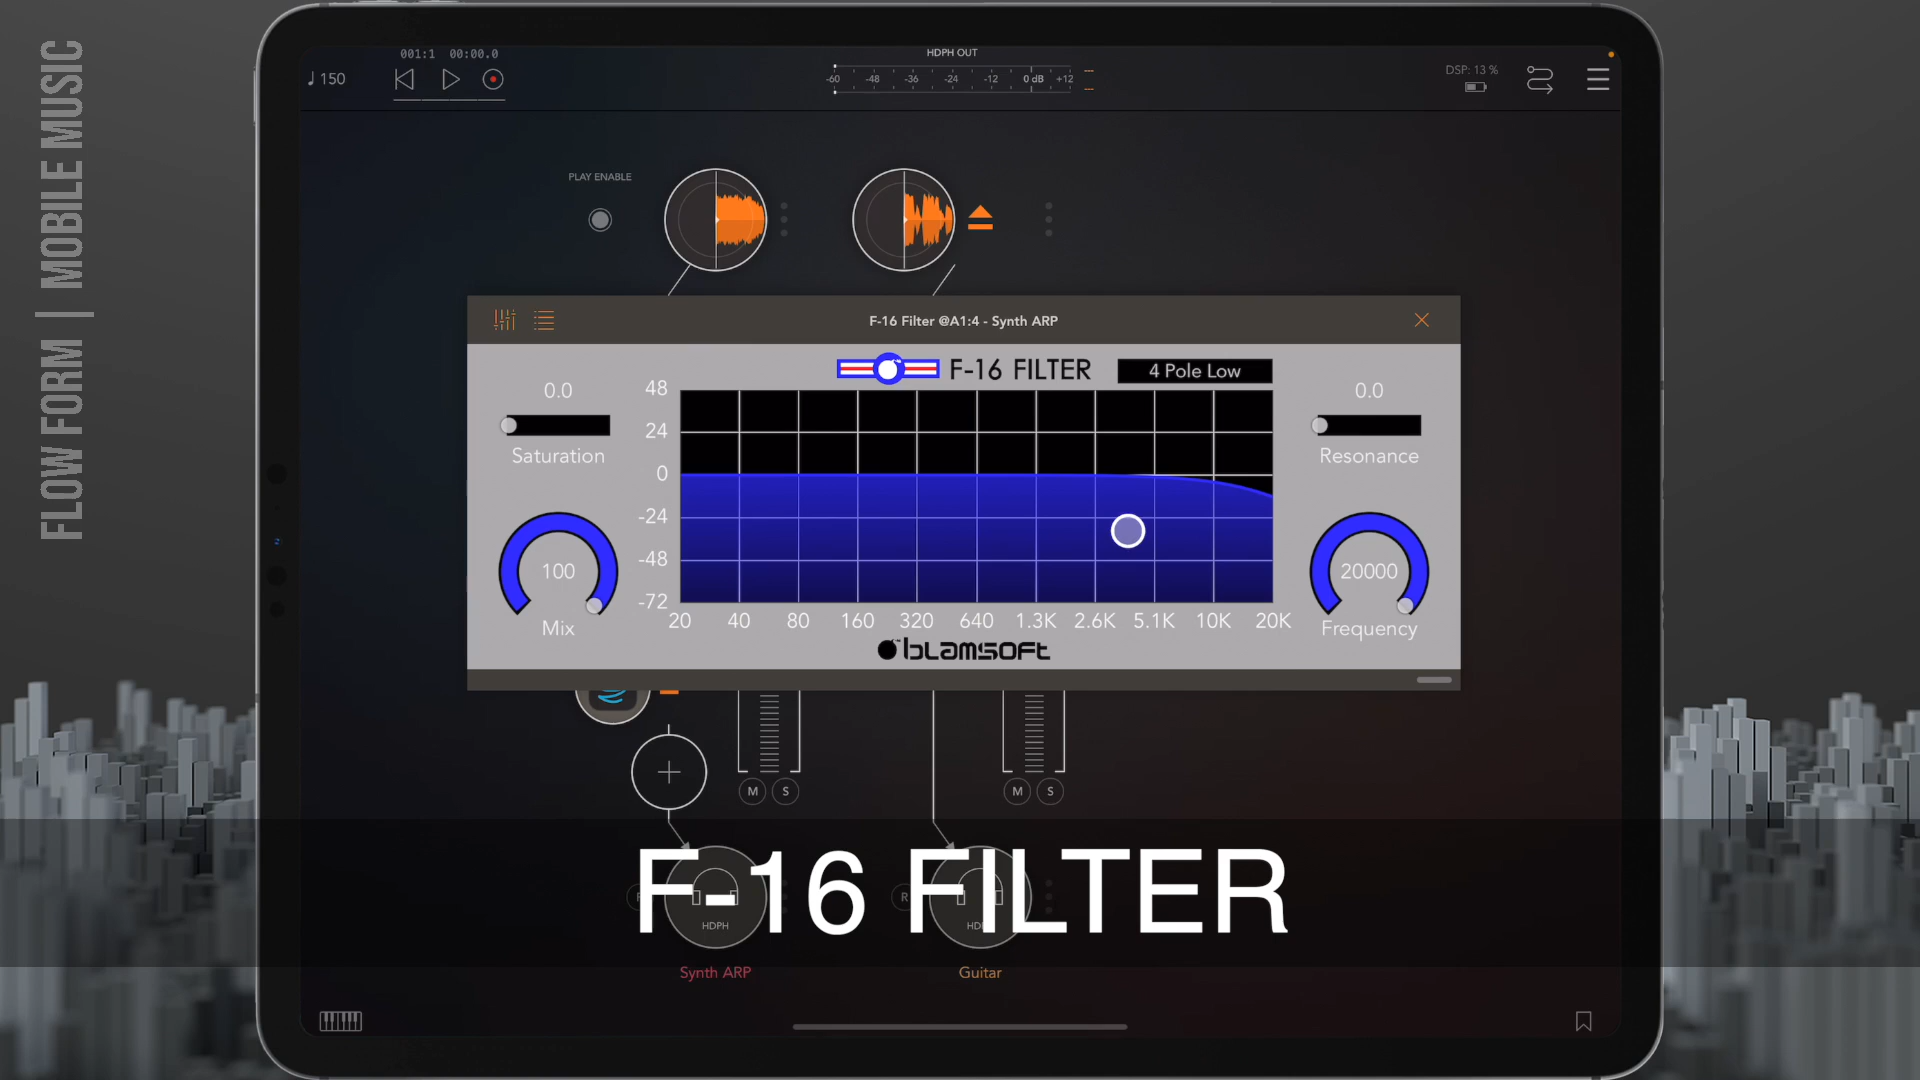 FLOW FORM | MOBILE MUSIC
001:1 00:00.0
150
HDPH OUT
-60 -48 -36 -24 -12 0 dB +12
DSP: 13 %
PLAY ENABLE
F-16 Filter @A1:4 - Synth ARP
F-16 FILTER
4 Pole Low
0.0
Saturation
100
Mix
48
24
0
-24
-48
-72
20 40 80 160 320 640 1.3K 2.6K 5.1K 10K 20K
0.0
Resonance
20000
Frequency
blamsoft
M S
M S
R
HDPH
F-16 FILTER
Synth ARP
Guitar